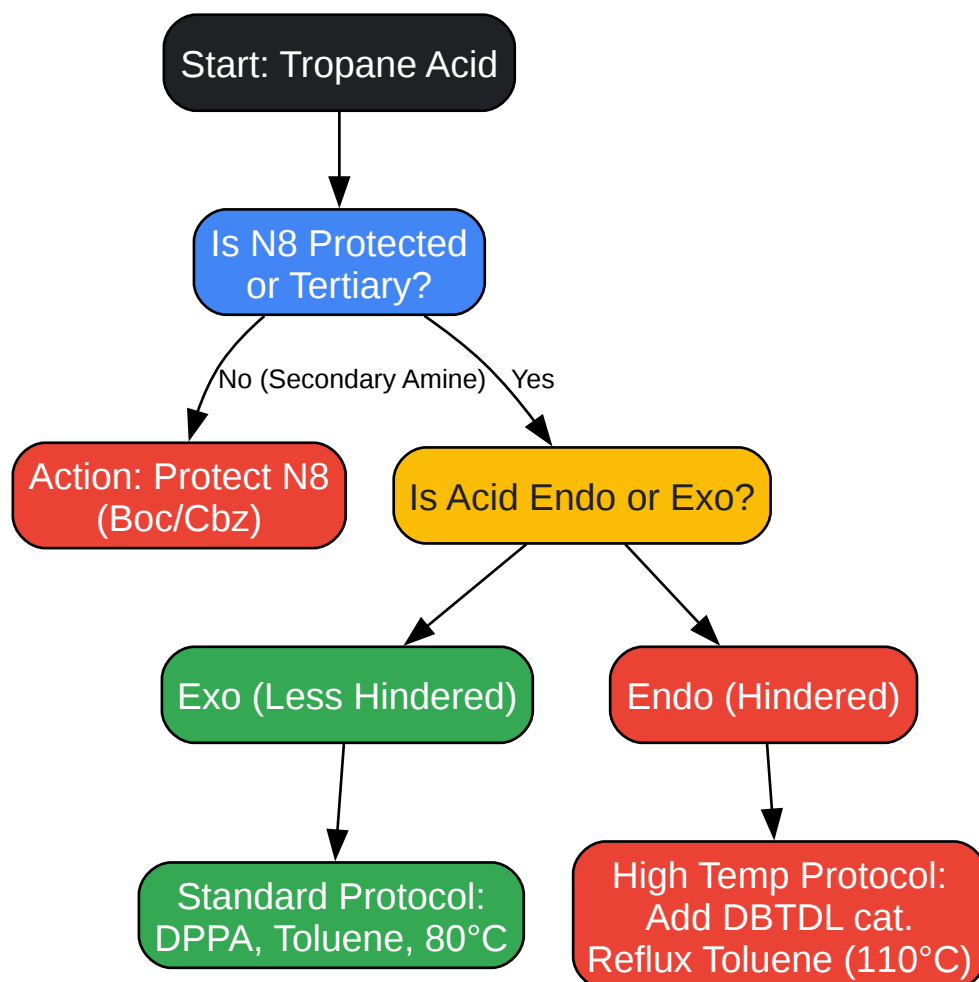 Start: Tropane Acid
Is N8 Protected
or Tertiary?
No (Secondary Amine)
Yes
Action: Protect N8
(Boc/Cbz)
Is Acid Endo or Exo?
Exo (Less Hindered)
Endo (Hindered)
Standard Protocol:
DPPA, Toluene, 80°C
High Temp Protocol:
Add DBTDL cat.
Reflux Toluene (110°C)